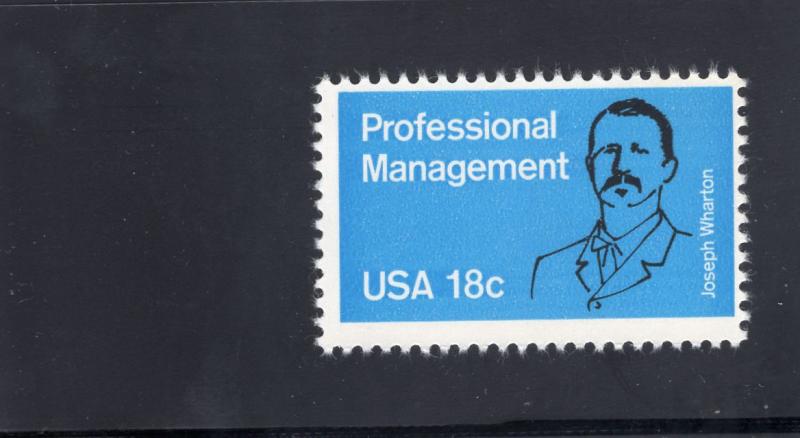 Professional
Management
USA 18c
Joseph Wharton